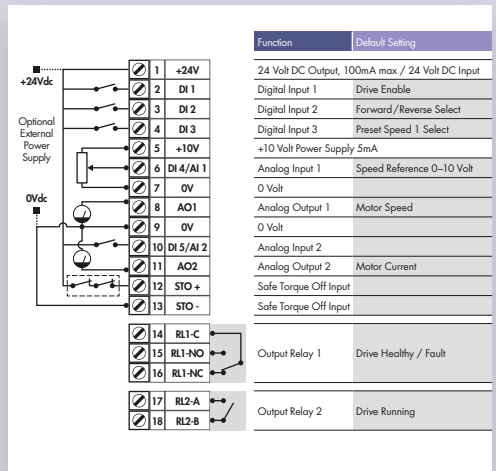 Function Default Setting
+24Vdc
Optional
External
Power
Supply
0Vdc
1 +24V 24 Volt DC Output, 100mA max / 24 Volt DC Input
2 DI 1 Digital Input 1 Drive Enable
3 DI 2 Digital Input 2 Forward/Reverse Select
4 DI 3 Digital Input 3 Preset Speed 1 Select
5 +10V +10 Volt Power Supply 5mA
6 DI 4/AI 1 Analog Input 1 Speed Reference 0–10 Volt
7 0V 0 Volt
8 AO1 Analog Output 1 Motor Speed
9 0V 0 Volt
10 DI 5/AI 2 Analog Input 2
11 AO2 Analog Output 2 Motor Current
12 STO + Safe Torque Off Input
13 STO - Safe Torque Off Input
14 RL1-C
15 RL1-NO Output Relay 1 Drive Healthy / Fault
16 RL1-NC
17 RL2-A
Output Relay 2 Drive Running
18 RL2-B